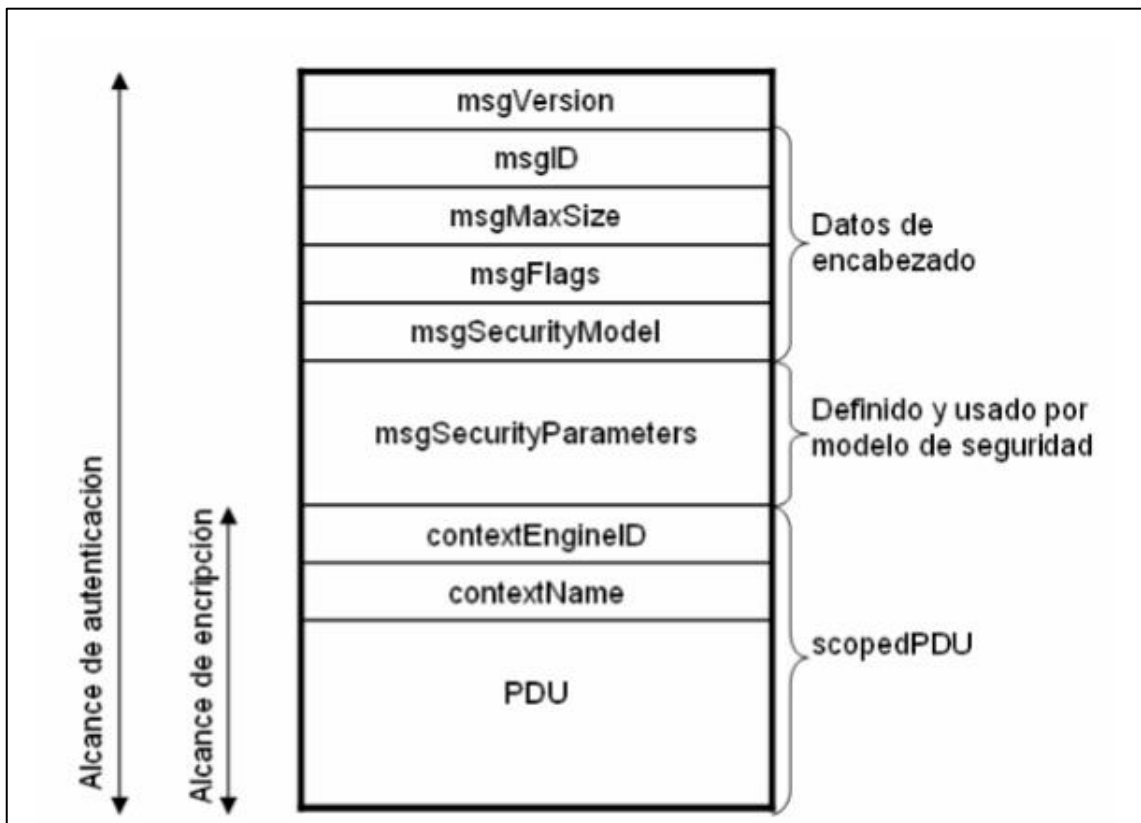 msgVersion
msgID
msgMaxSize
msgFlags
msgSecurityModel
msgSecurityParameters
contextEngineID
contextName
PDU
Datos de
encabezado
Definido y usado por
modelo de seguridad
scopedPDU
Alcance de autenticación
Alcance de encripción